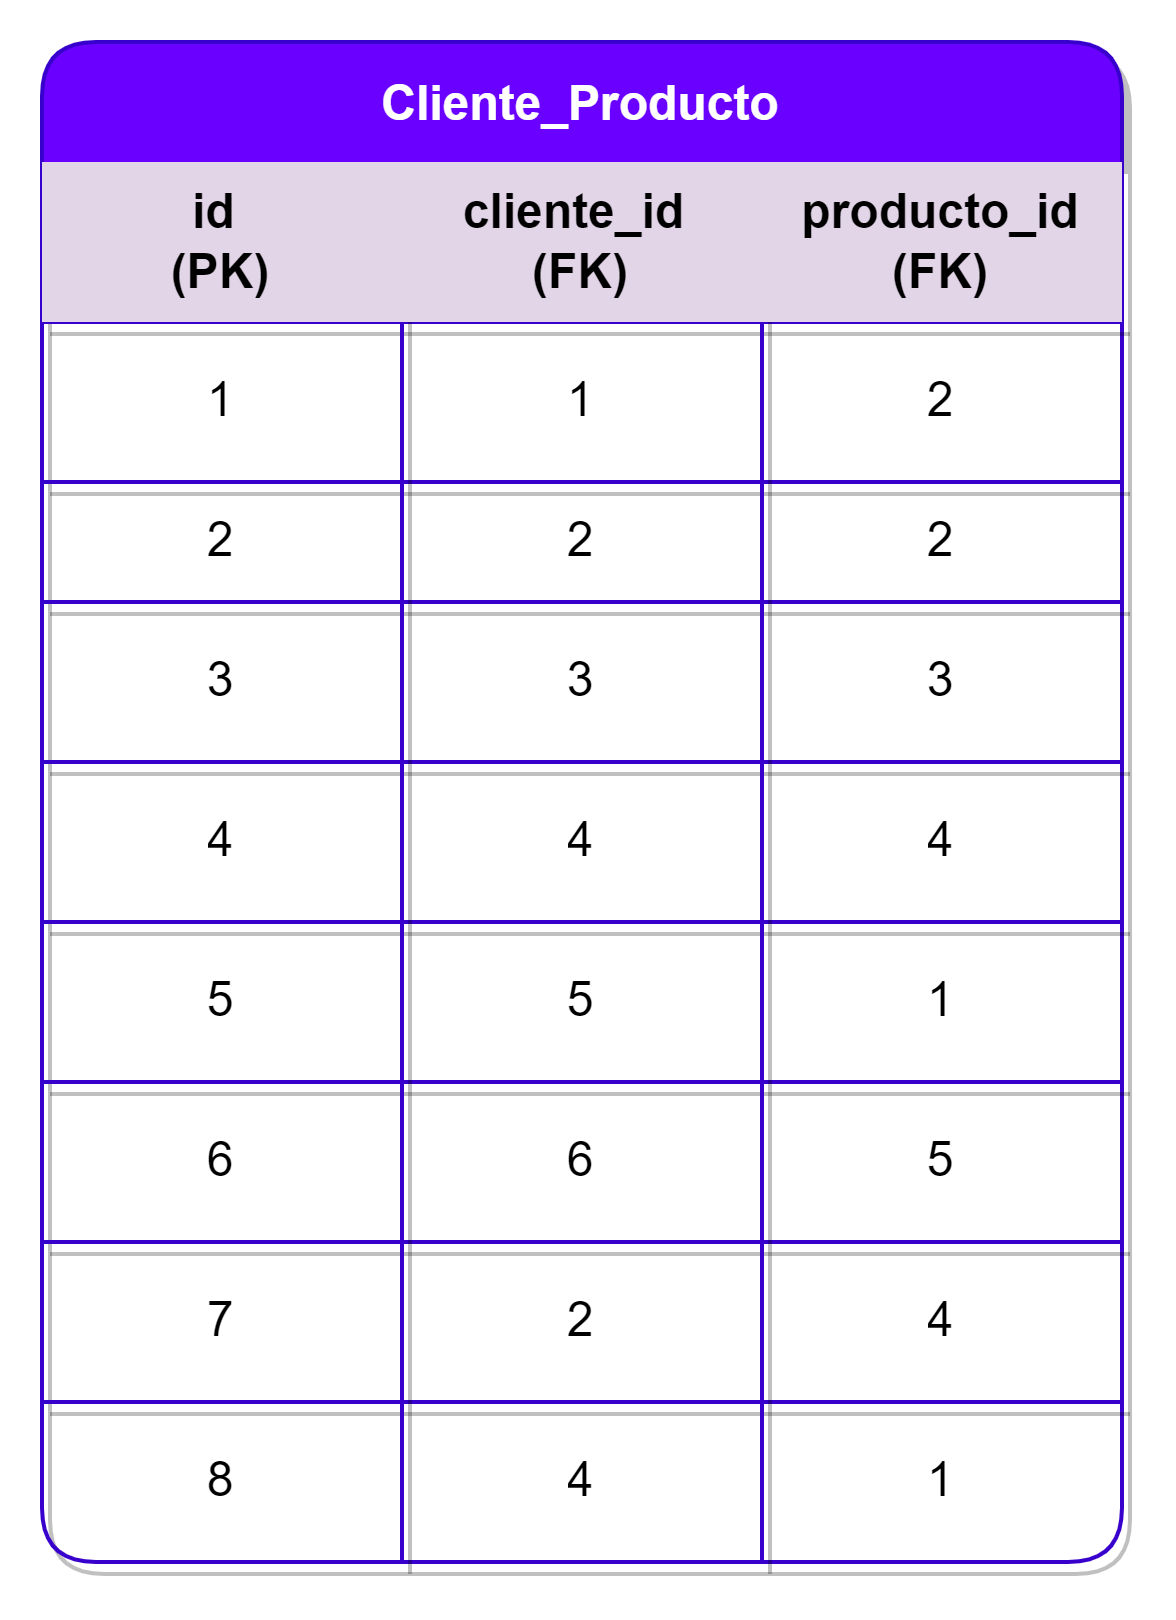 Cliente_Producto
id cliente_id producto_id
(PK) (FK) (FK)
1 1 2
2 2 2
3 3 3
4 4 4
5 5 1
6 6 5
7 2 4
8 4 1